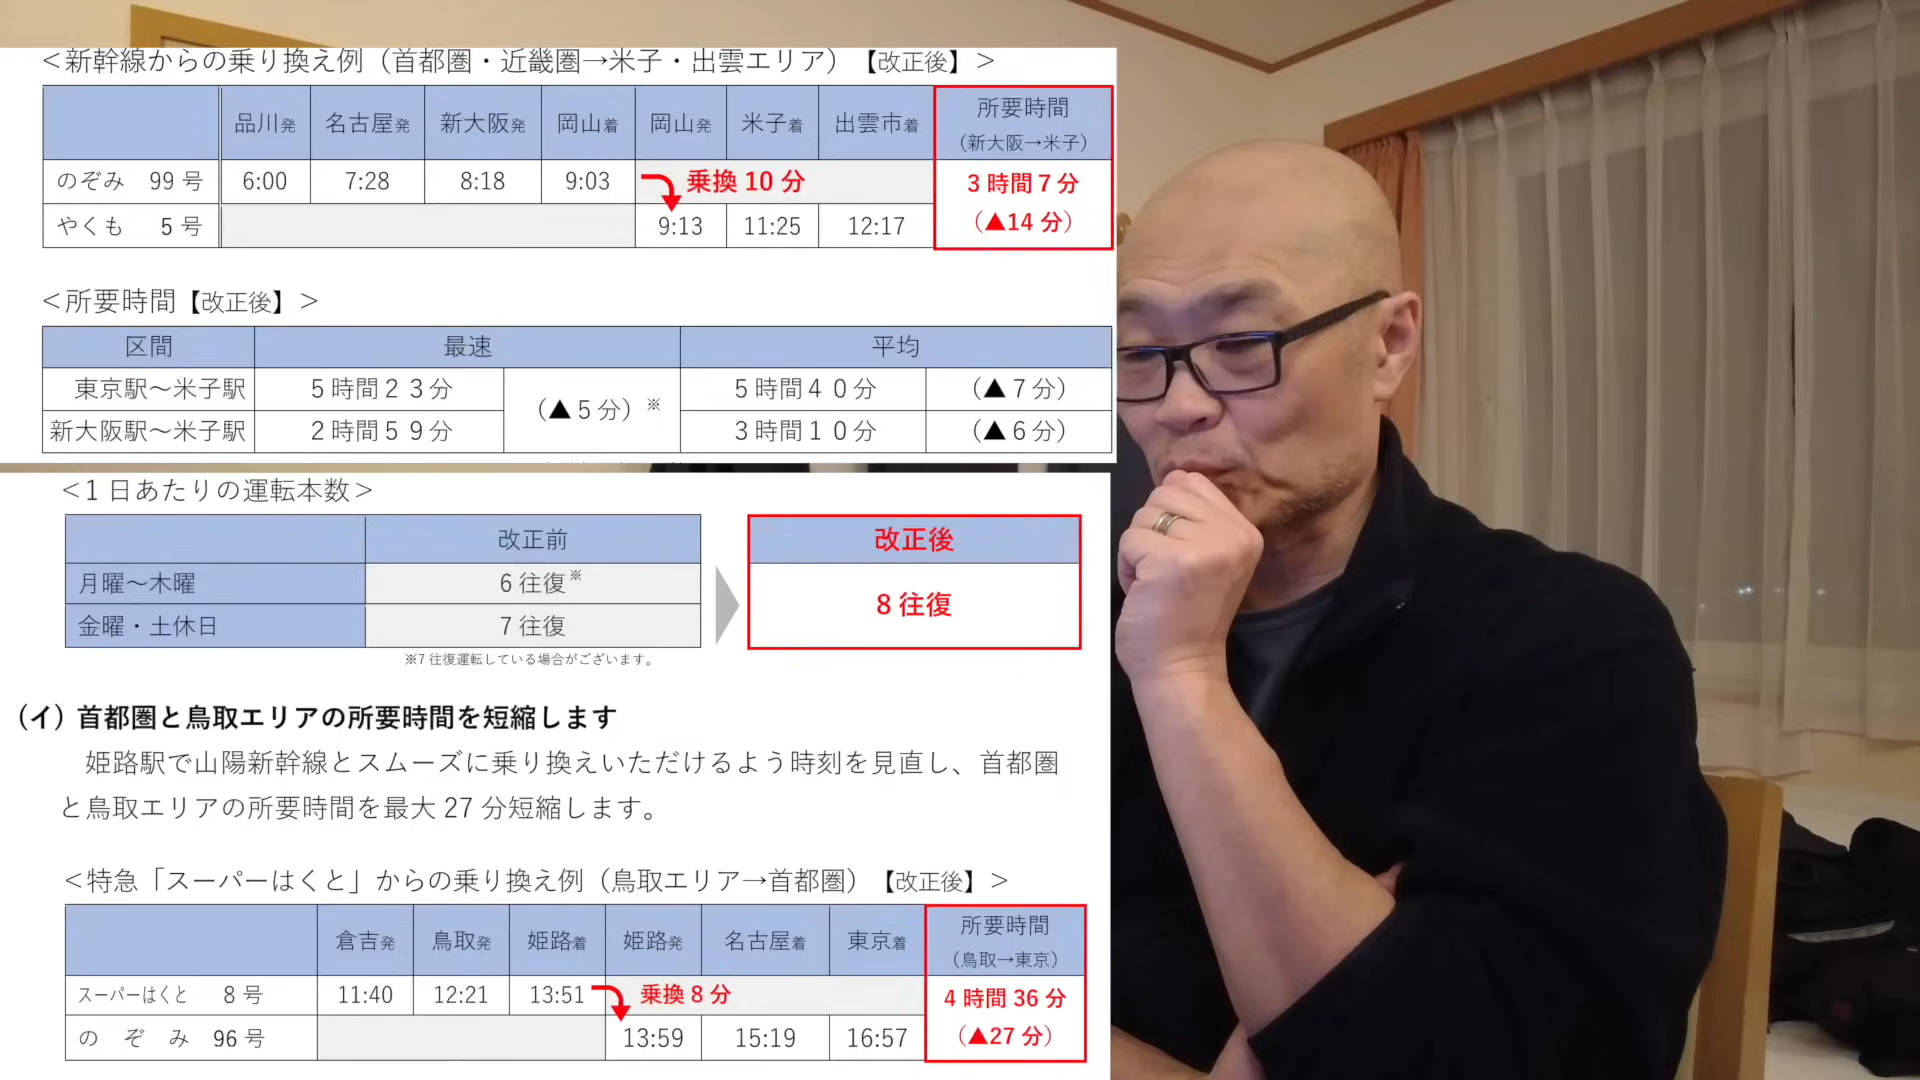 ＜新幹線からの乗り換え例（首都圏・近畿圏→米子・出雲エリア）【改正後】＞
品川発 名古屋発 新大阪発 岡山着 岡山発 米子着 出雲市着 所要時間（新大阪→米子）
のぞみ 99号 6:00 7:28 8:18 9:03 乗換10分 3時間7分
やくも 5号 9:13 11:25 12:17 （▲14分）
＜所要時間【改正後】＞
区間 最速 平均
東京駅～米子駅 5時間23分 （▲5分）※ 5時間40分 （▲7分）
新大阪駅～米子駅 2時間59分 3時間10分 （▲6分）
＜1日あたりの運転本数＞
改正前 改正後
月曜～木曜 6往復※ 8往復
金曜・土休日 7往復
※7往復運転している場合がございます。
（イ）首都圏と鳥取エリアの所要時間を短縮します
姫路駅で山陽新幹線とスムーズに乗り換えいただけるよう時刻を見直し、首都圏
と鳥取エリアの所要時間を最大27分短縮します。
＜特急「スーパーはくと」からの乗り換え例（鳥取エリア→首都圏）【改正後】＞
倉吉発 鳥取発 姫路着 姫路発 名古屋着 東京着 所要時間（鳥取→東京）
スーパーはくと 8号 11:40 12:21 13:51 乗換8分 4時間36分
のぞみ 96号 13:59 15:19 16:57 （▲27分）